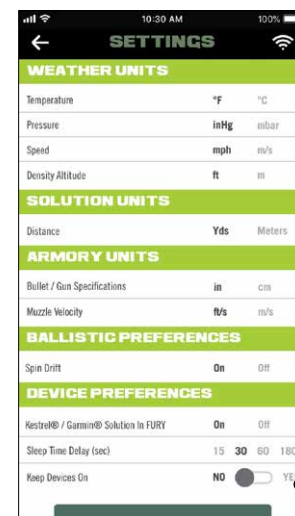 10:30 AM 100%
SETTINGS
WEATHER UNITS
Temperature °F °C
Pressure inHg mbar
Speed mph m/s
Density Altitude ft m
SOLUTION UNITS
Distance Yds Meters
ARMORY UNITS
Bullet / Gun Specifications in cm
Muzzle Velocity ft/s m/s
BALLISTIC PREFERENCES
Spin Drift On Off
DEVICE PREFERENCES
Kestrel® / Garmin® Solution In FURY On Off
Sleep Time Delay (sec) 15 30 60 180
Keep Devices On NO YE